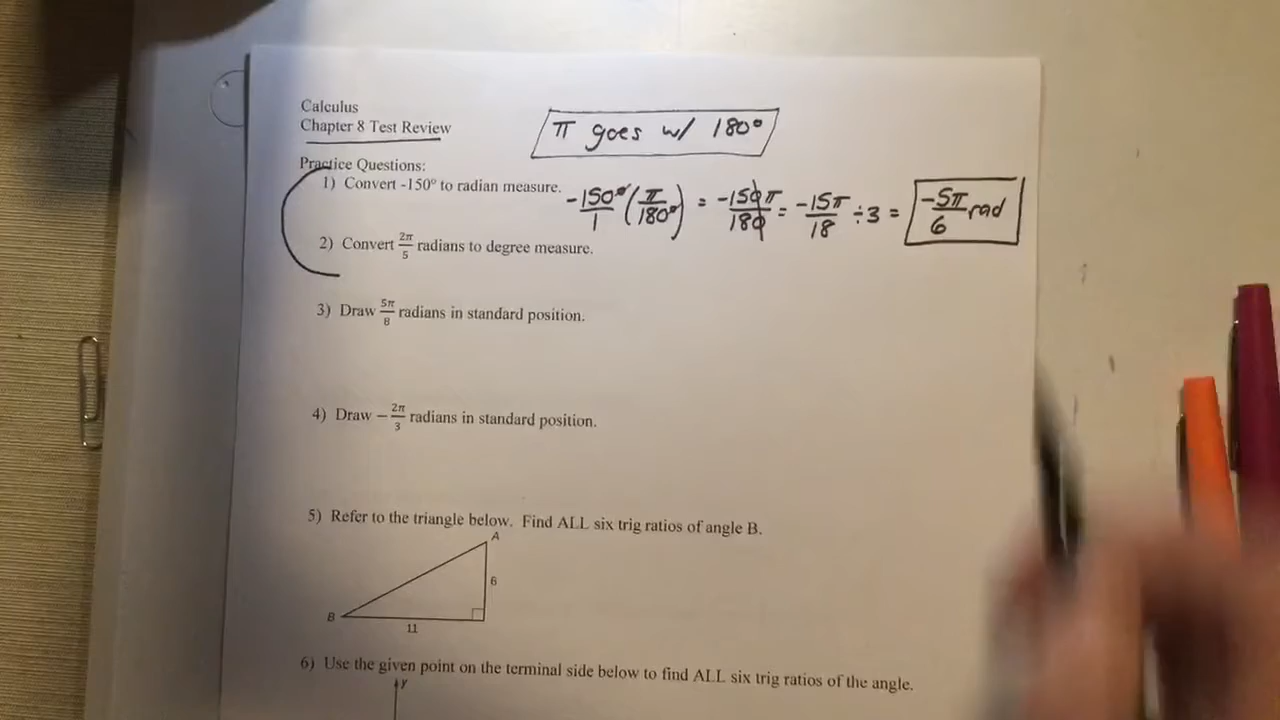 Calculus
Chapter 8 Test Review
π goes w/ 180°
Practice Questions:
1) Convert -150° to radian measure. -150°/1 (π/180°) = -150π/180 = -15π/18 ÷3 = -5π/6 rad
2) Convert 2π/5 radians to degree measure.
3) Draw 5π/8 radians in standard position.
4) Draw − 2π/3 radians in standard position.
5) Refer to the triangle below. Find ALL six trig ratios of angle B.
A
6
B
11
6) Use the given point on the terminal side below to find ALL six trig ratios of the angle.
y